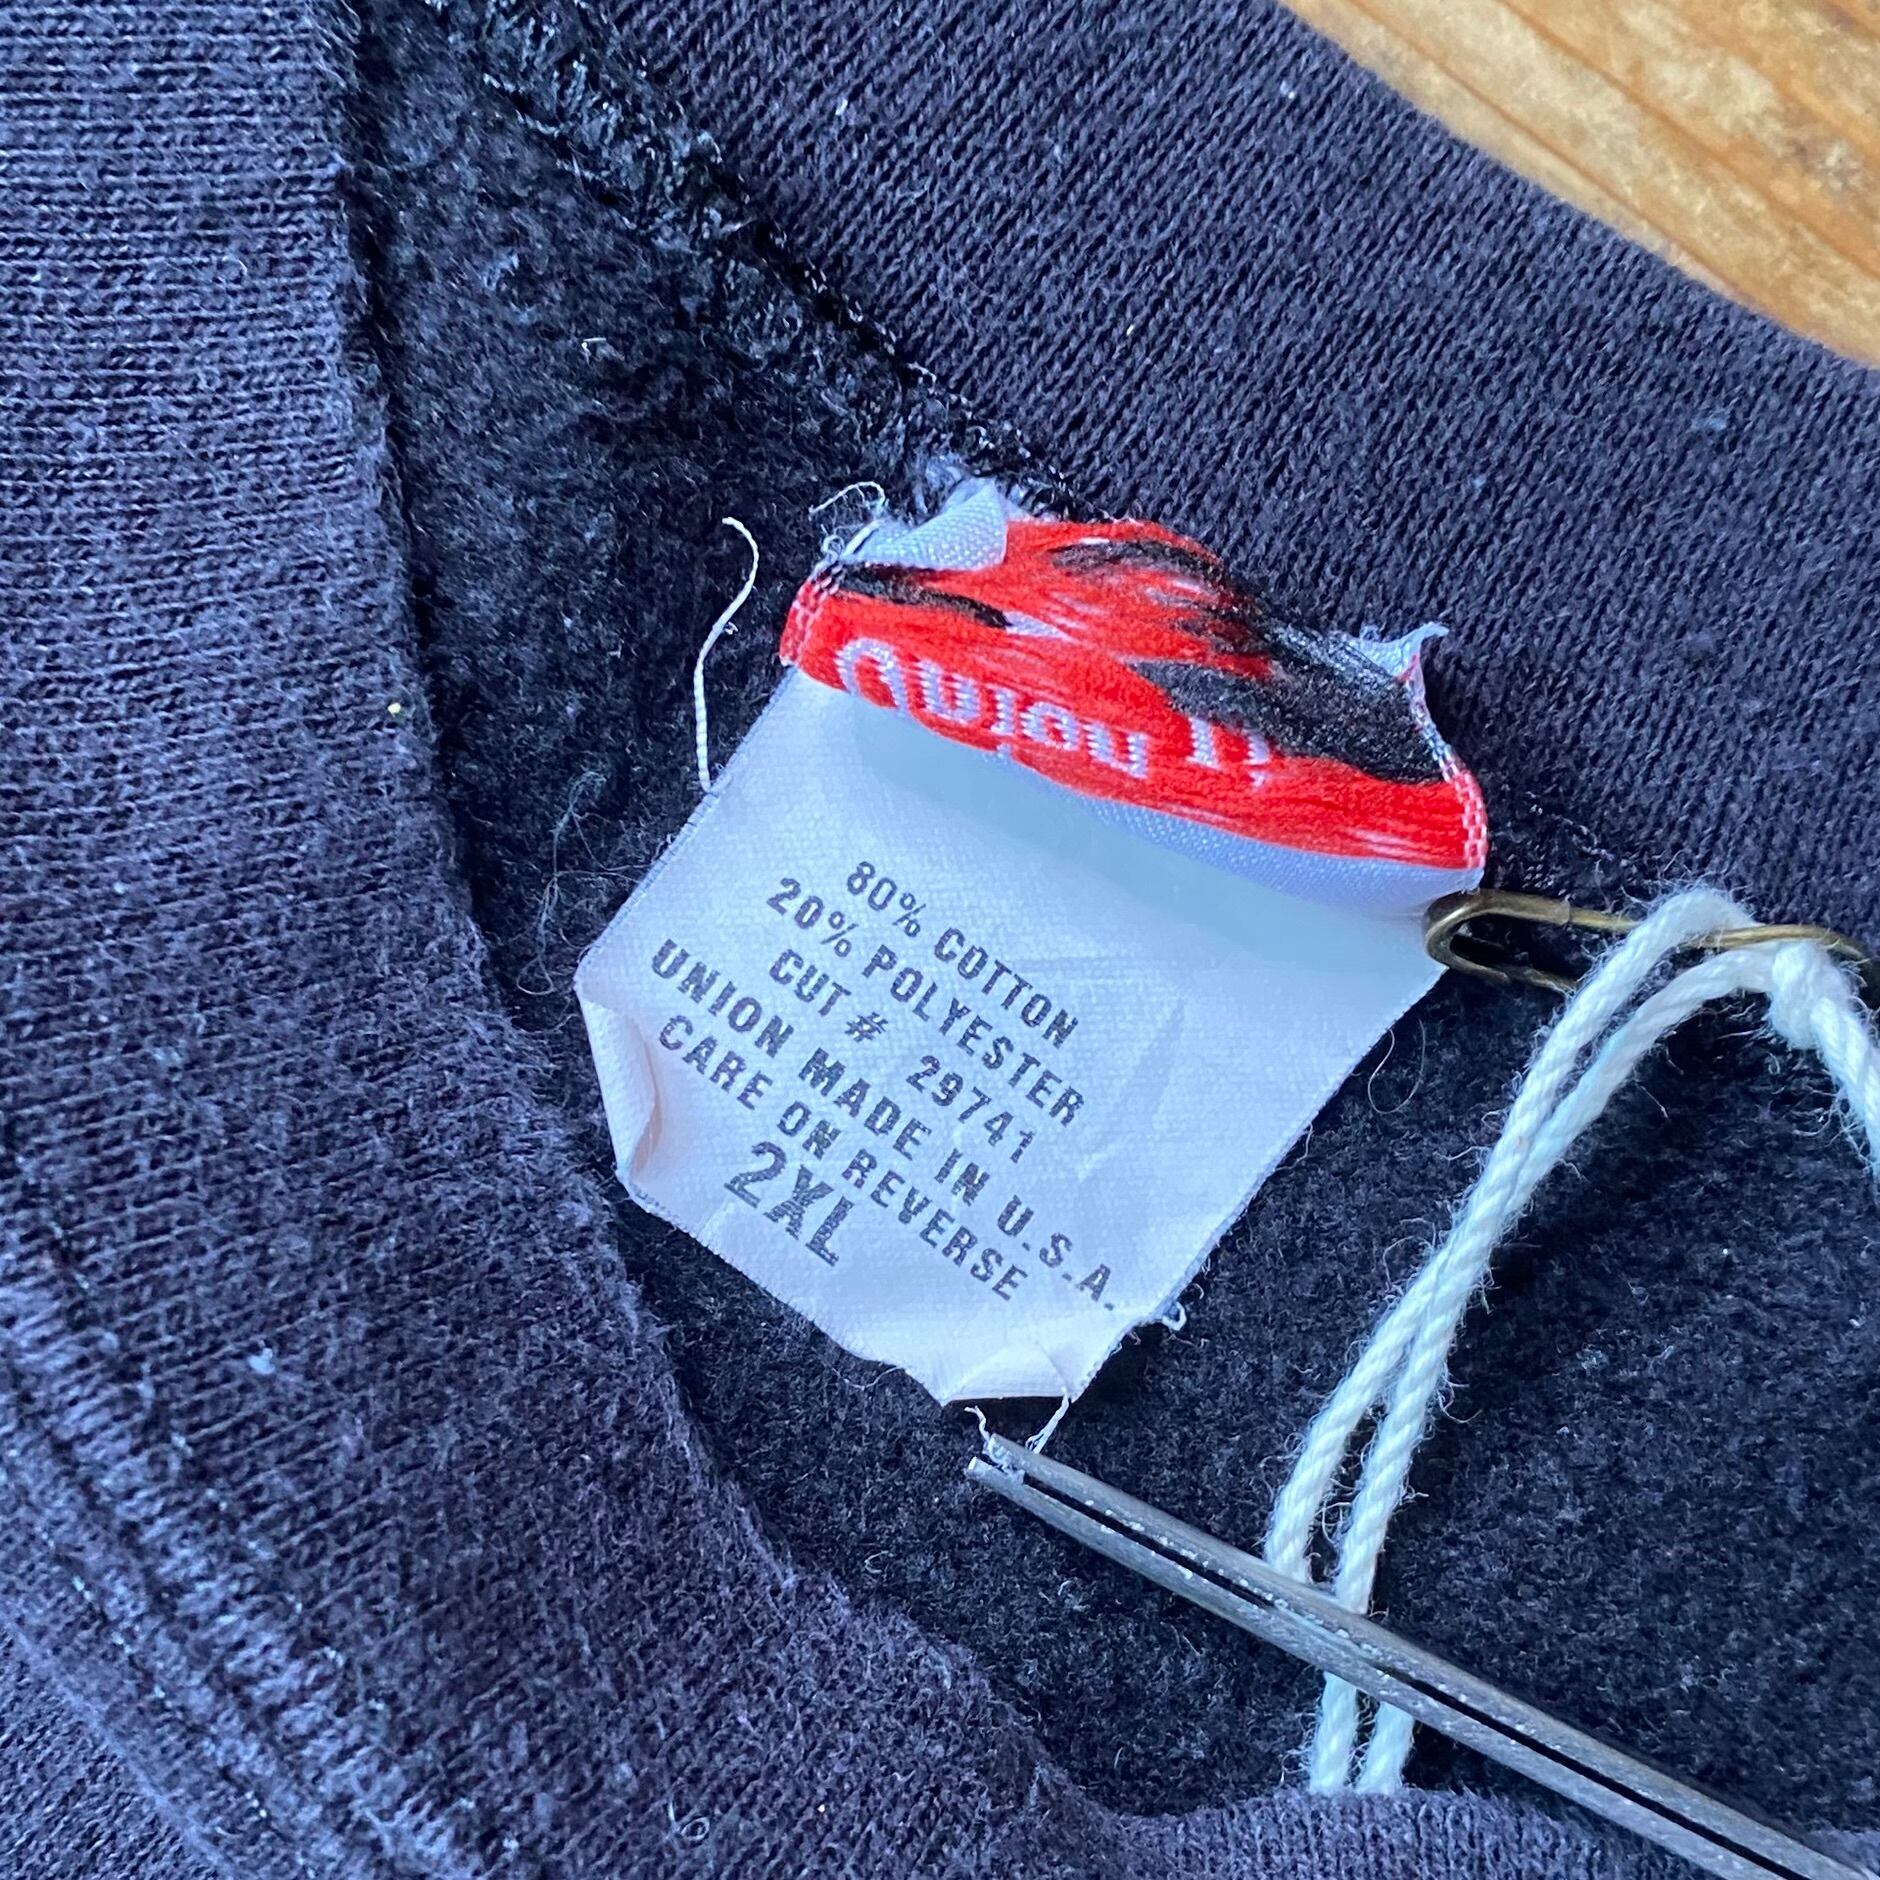 80% COTTON
20% POLYESTER
CUT # 29741
UNION MADE IN U.S.A.
CARE ON REVERSE
2XL